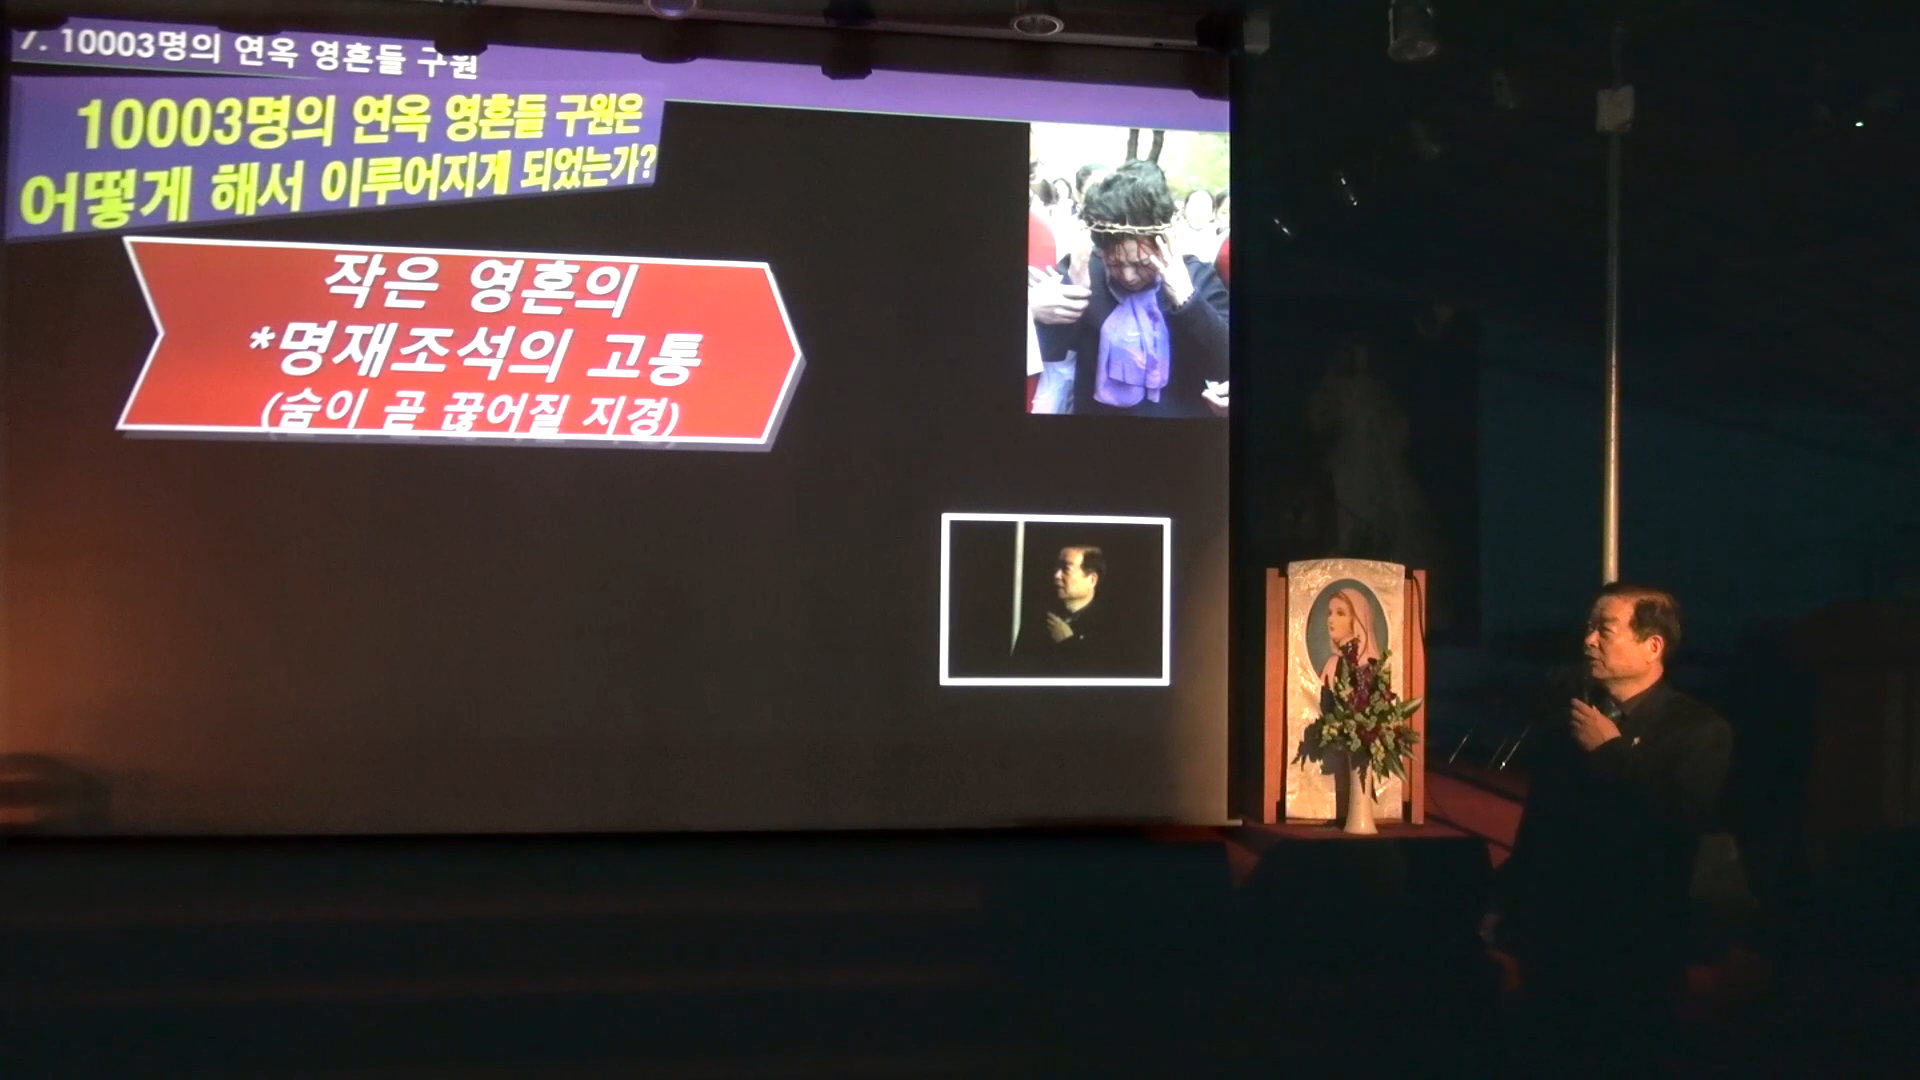 7. 10003명의 연옥 영혼들 구원
10003명의 연옥 영혼들 구원은
어떻게 해서 이루어지게 되었는가?
작은 영혼의
*명재조석의 고통
(숨이 곧 끊어질 지경)